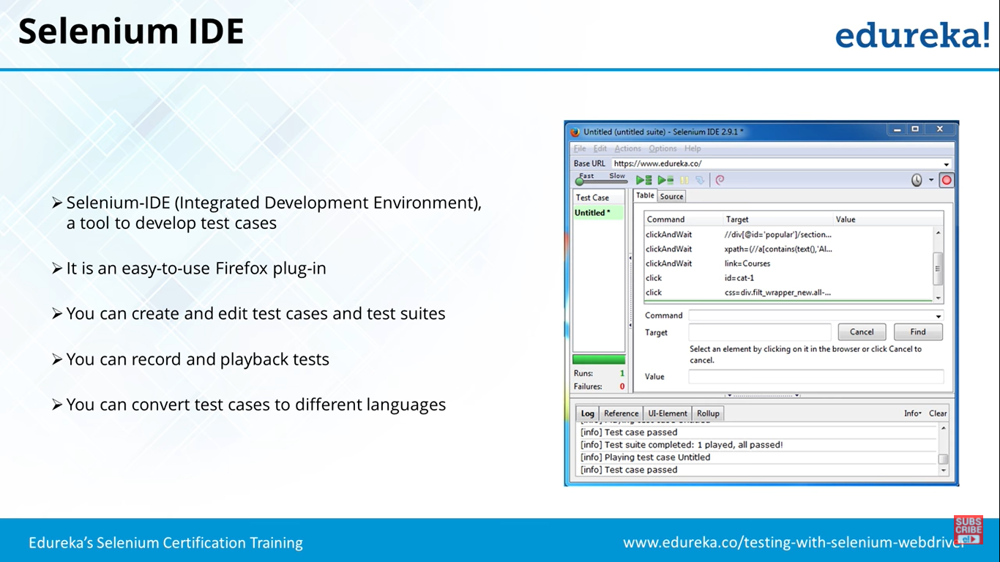 Selenium IDE
edureka!
➢ Selenium-IDE (Integrated Development Environment),
a tool to develop test cases
➢ It is an easy-to-use Firefox plug-in
➢ You can create and edit test cases and test suites
➢ You can record and playback tests
➢ You can convert test cases to different languages
Untitled (untitled suite) - Selenium IDE 2.9.1 *
File Edit Actions Options Help
Base URL https://www.edureka.co/
Fast Slow
Test Case
Untitled *
Runs: 1
Failures: 0
Table Source
Command Target Value
clickAndWait //div[@id='popular']/section...
clickAndWait xpath=(//a[contains(text(),'Al...
clickAndWait link=Courses
click id=cat-1
click css=div.filt_wrapper_new.all-...
Command
Target Cancel Find
Select an element by clicking on it in the browser or click Cancel to
cancel.
Value
Log Reference UI-Element Rollup Info Clear
[info] Playing test case Untitled
[info] Test case passed
[info] Test suite completed: 1 played, all passed!
[info] Playing test case Untitled
[info] Test case passed
Edureka's Selenium Certification Training
www.edureka.co/testing-with-selenium-webdriver
SUBS
CRIBE
e!